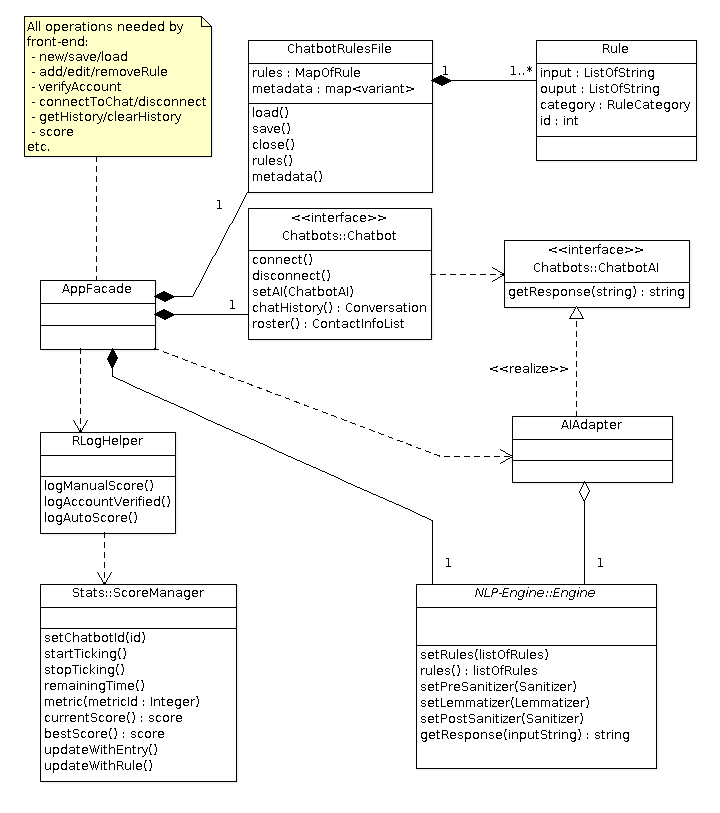 All operations needed by
front-end:
- new/save/load
- add/edit/removeRule
- verifyAccount
- connectToChat/disconnect
- getHistory/clearHistory
- score
etc.
ChatbotRulesFile
rules : MapOfRule
metadata : map<variant>
load()
save()
close()
rules()
metadata()
1
1..*
Rule
input : ListOfString
ouput : ListOfString
category : RuleCategory
id : int
1
<<interface>>
Chatbots::Chatbot
connect()
disconnect()
setAI(ChatbotAI)
chatHistory() : Conversation
roster() : ContactInfoList
<<interface>>
Chatbots::ChatbotAI
getResponse(string) : string
AppFacade
1
<<realize>>
AIAdapter
RLogHelper
logManualScore()
logAccountVerified()
logAutoScore()
1
1
Stats::ScoreManager
setChatbotId(id)
startTicking()
stopTicking()
remainingTime()
metric(metricId : Integer)
currentScore() : score
bestScore() : score
updateWithEntry()
updateWithRule()
NLP-Engine::Engine
setRules(listOfRules)
rules() : listOfRules
setPreSanitizer(Sanitizer)
setLemmatizer(Lemmatizer)
setPostSanitizer(Sanitizer)
getResponse(inputString) : string